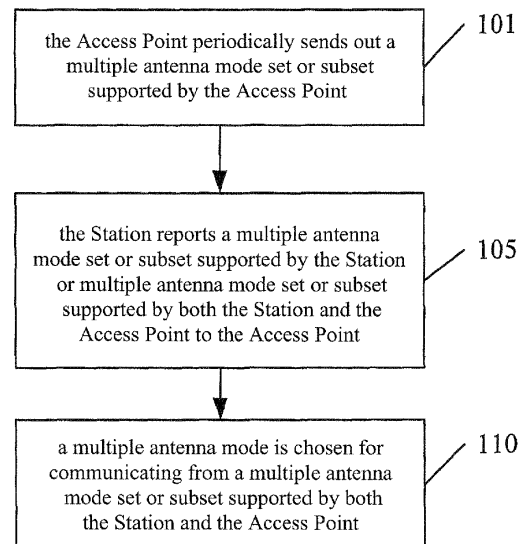 the Access Point periodically sends out a
multiple antenna mode set or subset
supported by the Access Point
101
the Station reports a multiple antenna
mode set or subset supported by the Station
or multiple antenna mode set or subset
supported by both the Station and the
Access Point to the Access Point
105
a multiple antenna mode is chosen for
communicating from a multiple antenna
mode set or subset supported by both
the Station and the Access Point
110